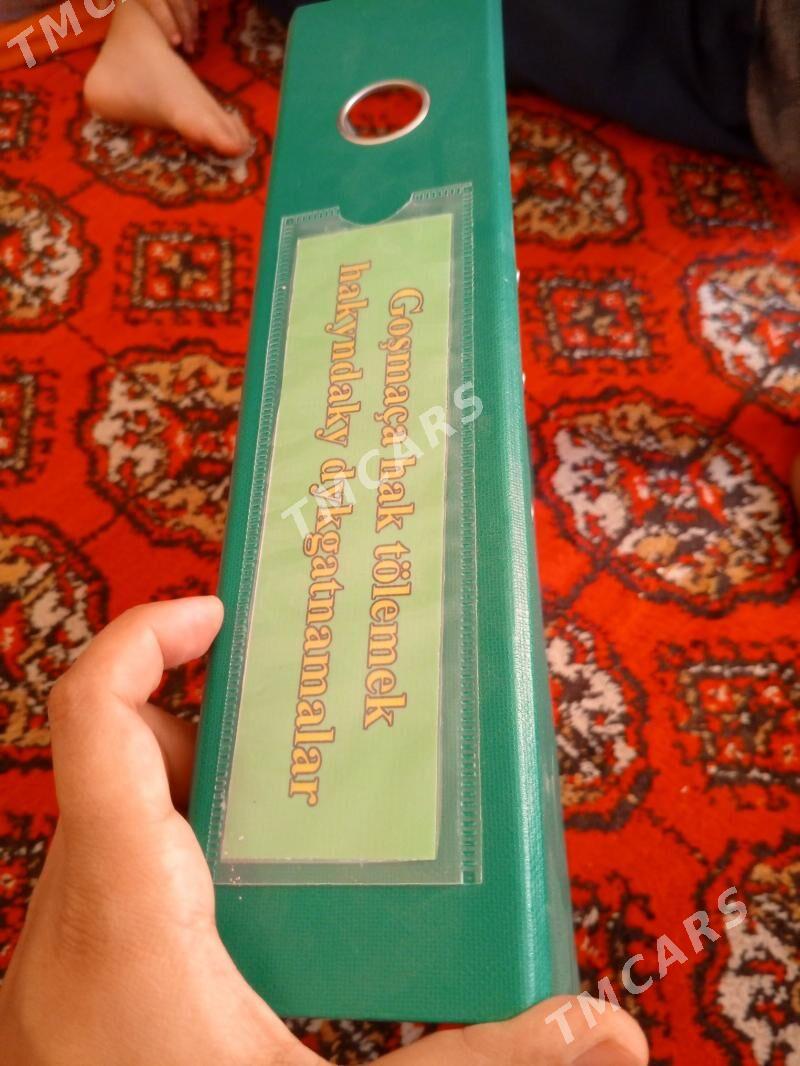 TMCARS
Goşmaça hak tölemek
hakyndaky dykgatnamalar
TMCARS
TMCARS